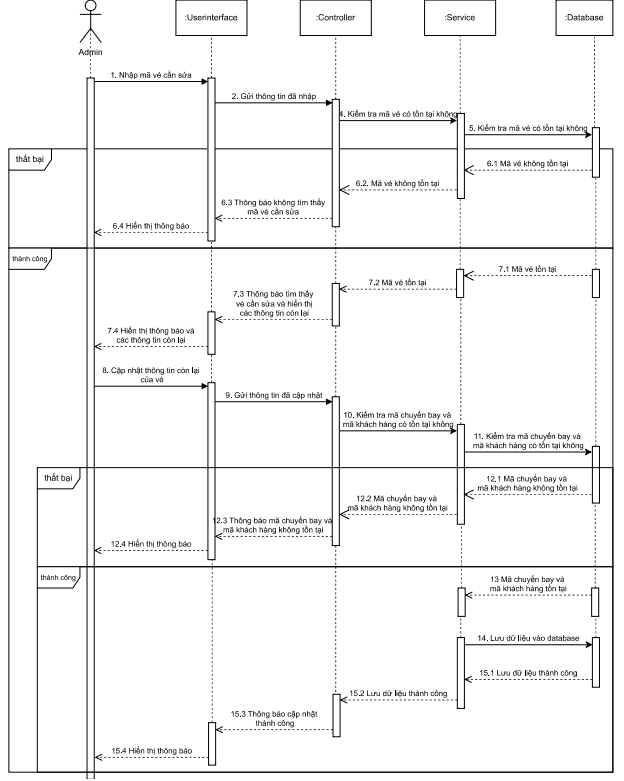 :Userinterface
:Controller
:Service
:Database
Admin
1. Nhập mã vé cần sửa
2. Gửi thông tin đã nhập
4. Kiểm tra mã vé có tồn tại không
5. Kiểm tra mã vé có tồn tại không
thất bại
6.1 Mã vé không tồn tại
6.2. Mã vé không tồn tại
6.3 Thông báo không tìm thấy
mã vé cần sửa
6.4 Hiển thị thông báo
thành công
7.1 Mã vé tồn tại
7.2 Mã vé tồn tại
7.3 Thông báo tìm thấy
vé cần sửa và hiển thị
các thông tin còn lại
7.4 Hiển thị thông báo và
các thông tin còn lại
8. Cập nhật thông tin còn lại
của vé
9. Gửi thông tin đã cập nhật
10. Kiểm tra mã chuyến bay và
mã khách hàng có tồn tại không
11. Kiểm tra mã chuyến bay và
mã khách hàng có tồn tại không
thất bại
12.1 Mã chuyến bay và
mã khách hàng không tồn tại
12.2 Mã chuyến bay và
mã khách hàng không tồn tại
12.3 Thông báo mã chuyến bay và
mã khách hàng không tồn tại
12.4 Hiển thị thông báo
thành công
13 Mã chuyến bay và
mã khách hàng tồn tại
14. Lưu dữ liệu vào database
15.1 Lưu dữ liệu thành công
15.2 Lưu dữ liệu thành công
15.3 Thông báo cập nhật
thành công
15.4 Hiển thị thông báo